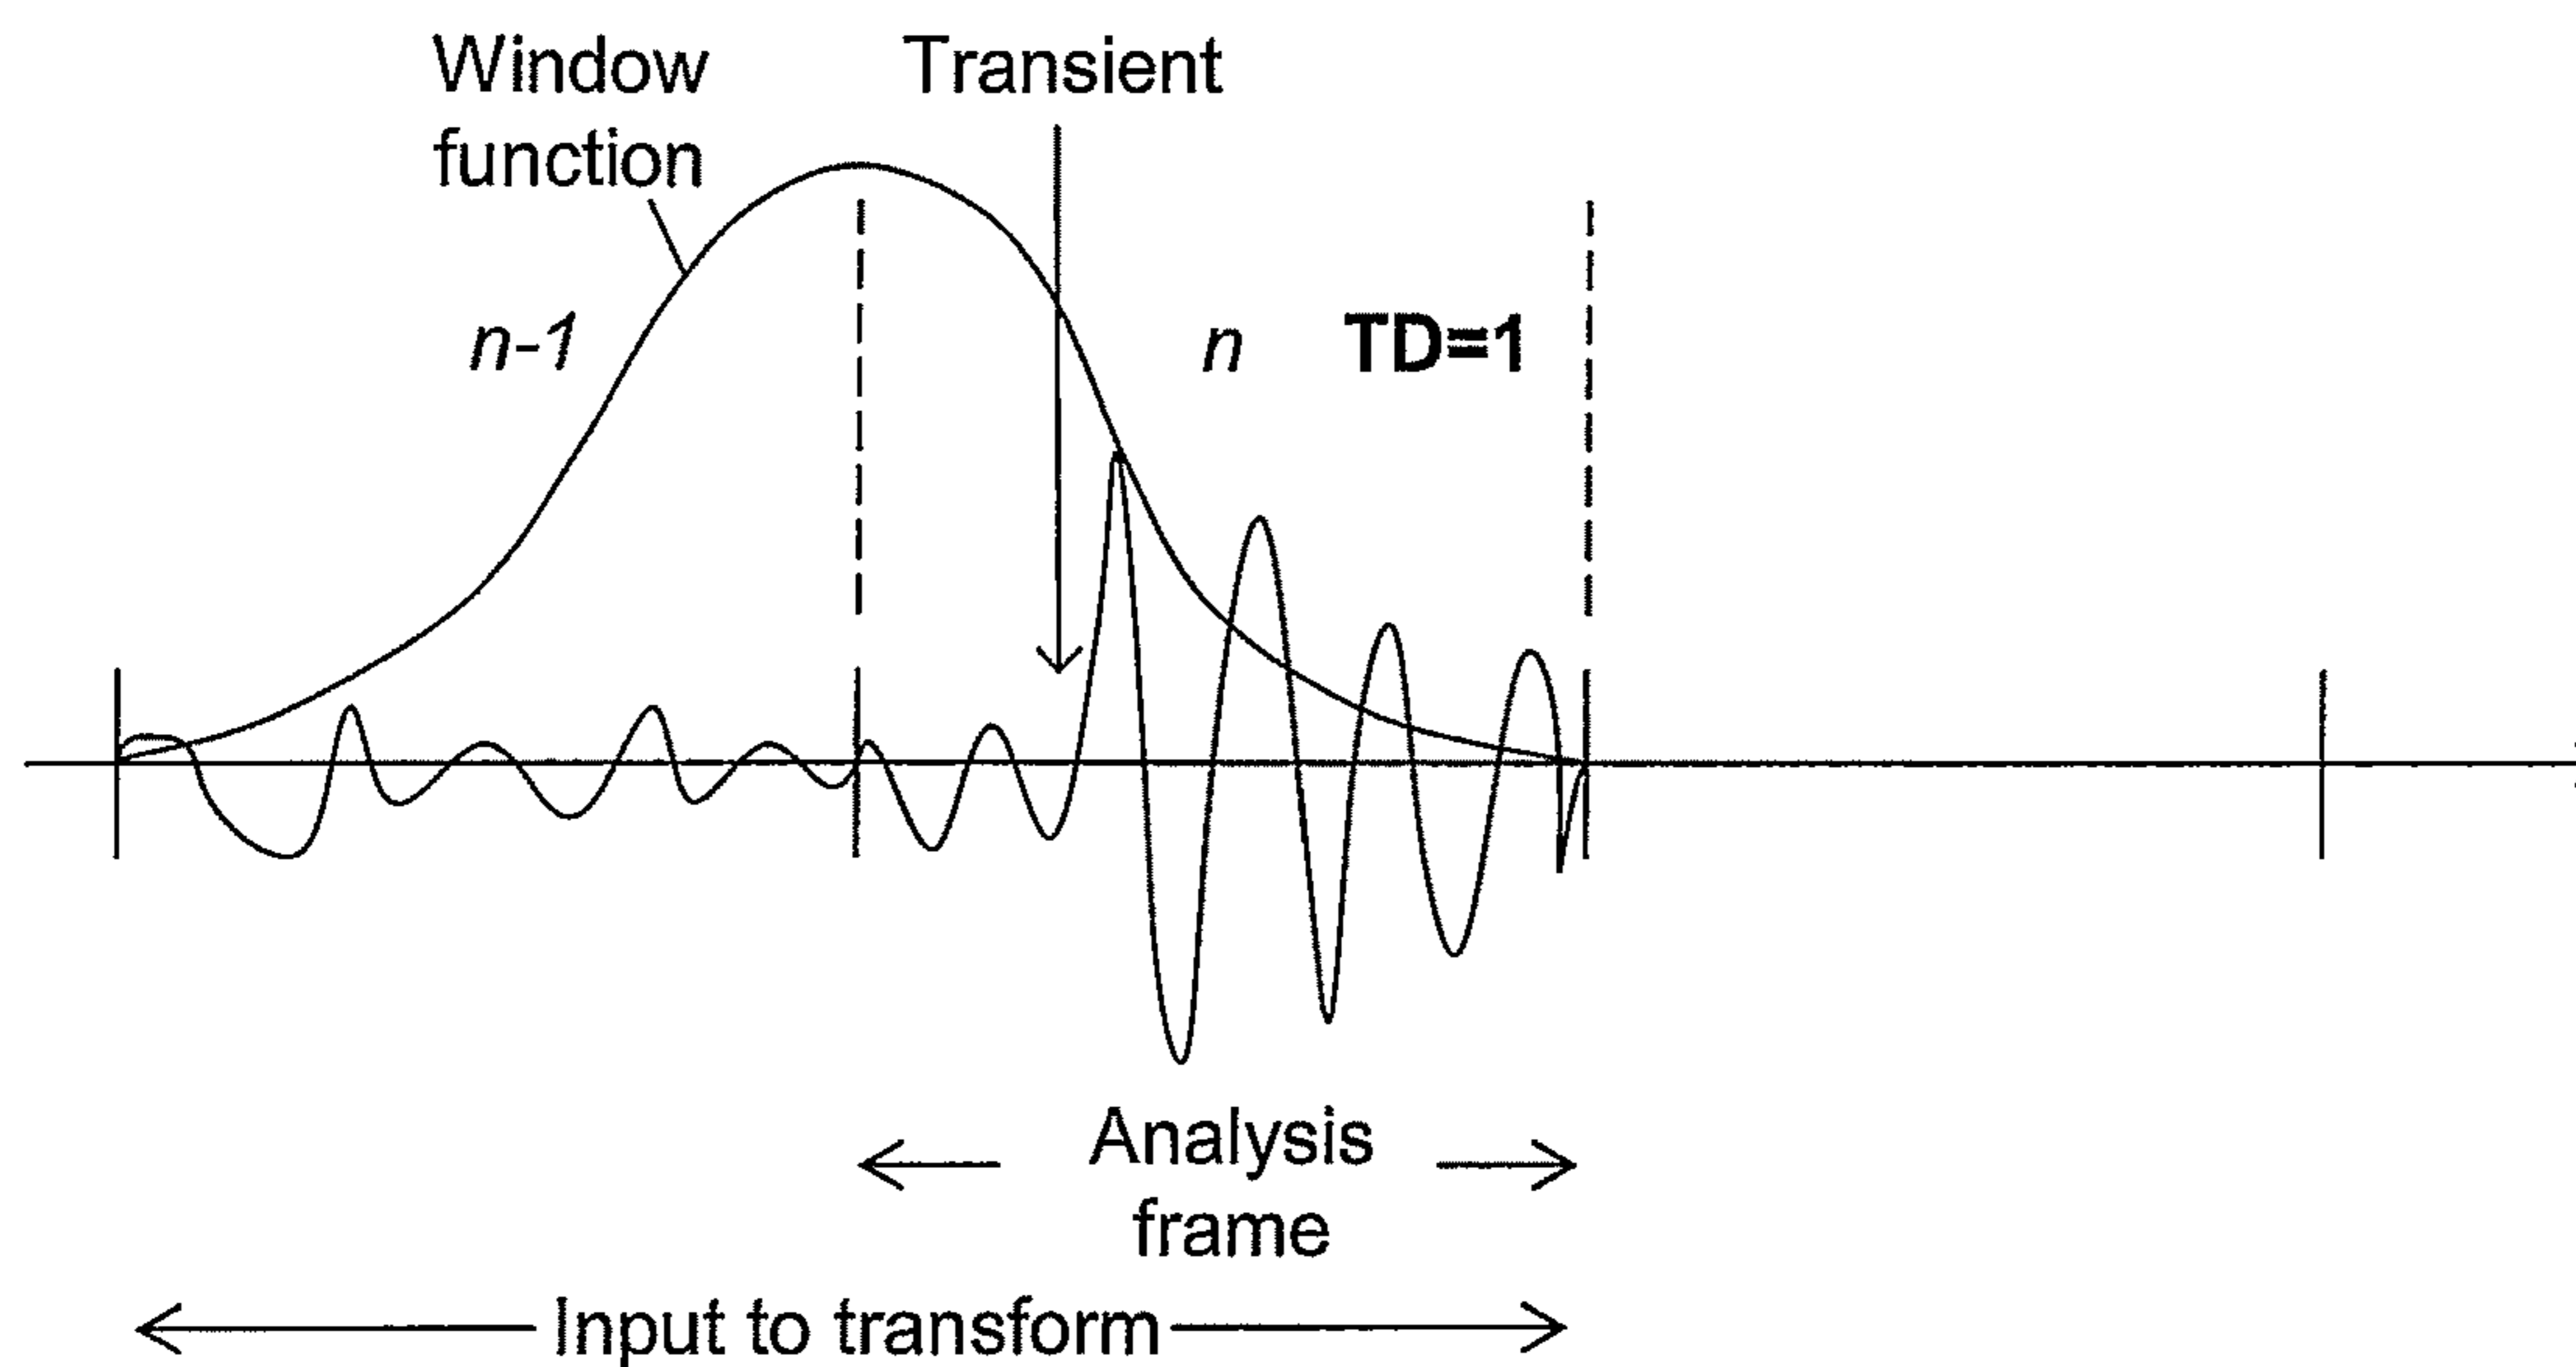 Window
function
Transient
n-1
n
TD=1
Analysis
frame
Input to transform